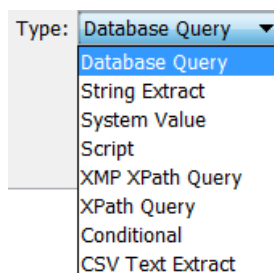 Type: Database Query
Database Query
String Extract
System Value
Script
XMP XPath Query
XPath Query
Conditional
CSV Text Extract